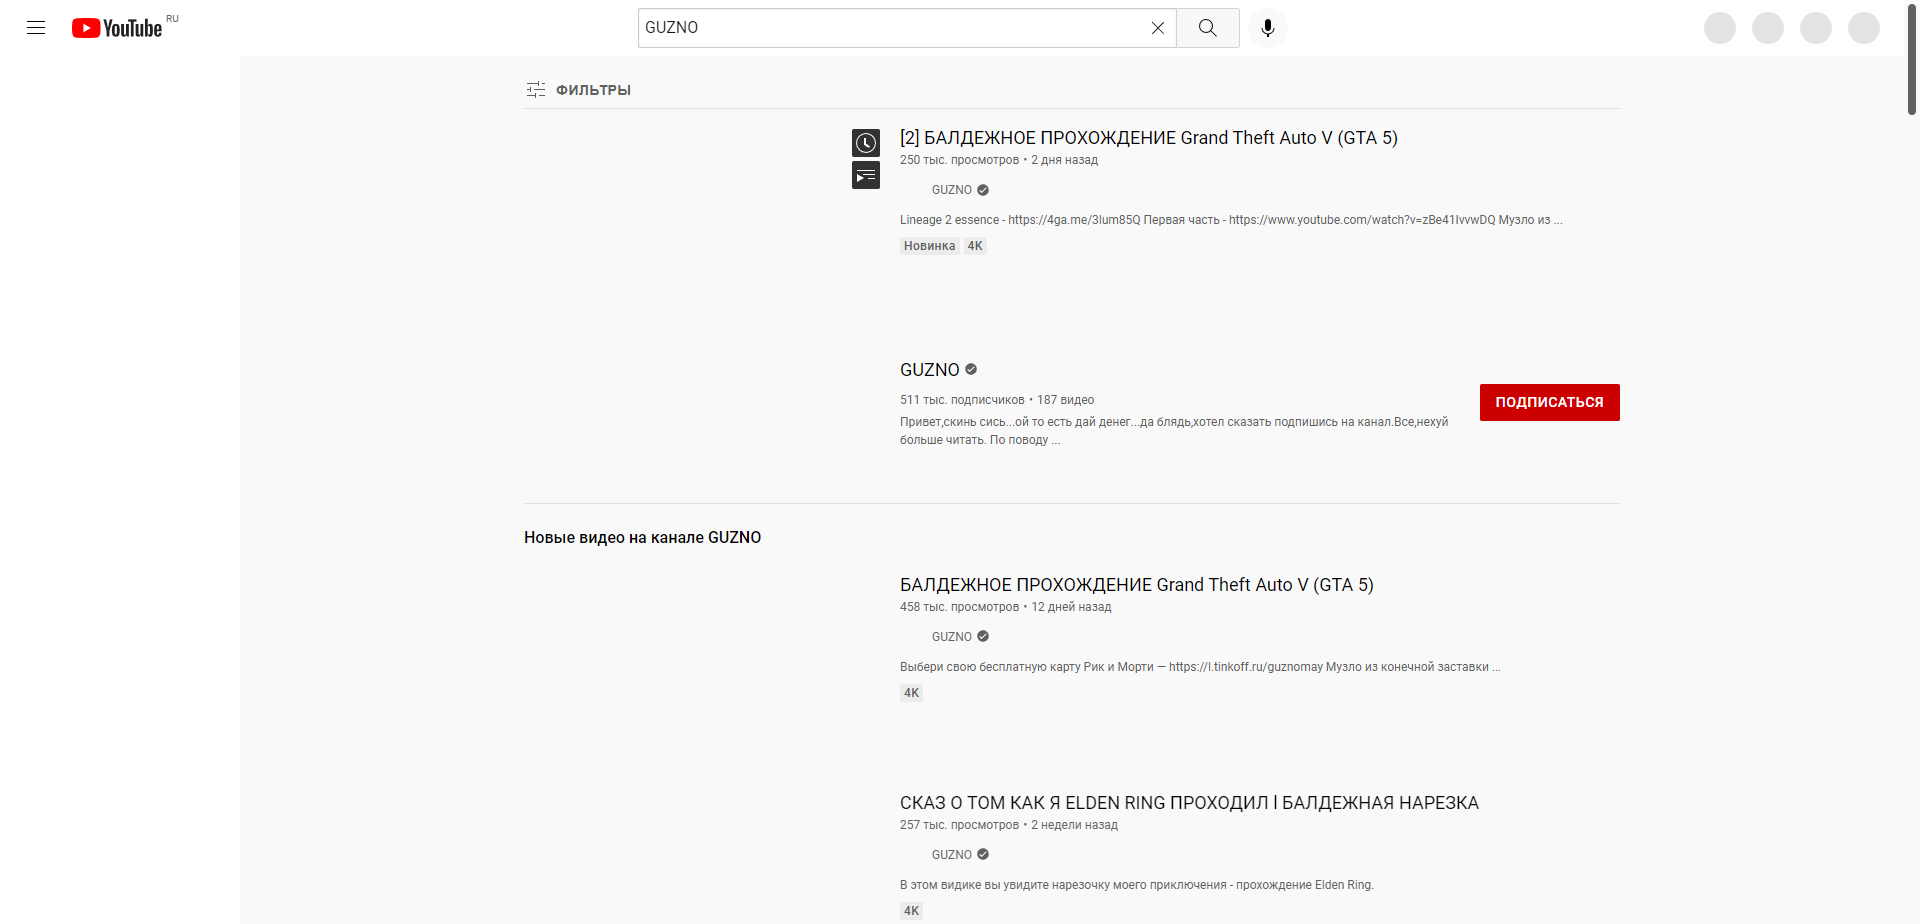 YouTube RU
GUZNO
ФИЛЬТРЫ
[2] БАЛДЕЖНОЕ ПРОХОЖДЕНИЕ Grand Theft Auto V (GTA 5)
250 тыс. просмотров • 2 дня назад
GUZNO
Lineage 2 essence - https://4ga.me/3lum85Q Первая часть - https://www.youtube.com/watch?v=zBe41IvvwDQ Музло из ...
Новинка 4K
GUZNO
511 тыс. подписчиков • 187 видео
ПОДПИСАТЬСЯ
Привет,скинь сись...ой то есть дай денег...да блядь,хотел сказать подпишись на канал.Все,нехуй
больше читать. По поводу ...
Новые видео на канале GUZNO
БАЛДЕЖНОЕ ПРОХОЖДЕНИЕ Grand Theft Auto V (GTA 5)
458 тыс. просмотров • 12 дней назад
GUZNO
Выбери свою бесплатную карту Рик и Морти — https://l.tinkoff.ru/guznomay Музло из конечной заставки ...
4K
СКАЗ О ТОМ КАК Я ELDEN RING ПРОХОДИЛ l БАЛДЕЖНАЯ НАРЕЗКА
257 тыс. просмотров • 2 недели назад
GUZNO
В этом видике вы увидите нарезочку моего приключения - прохождение Elden Ring.
4K